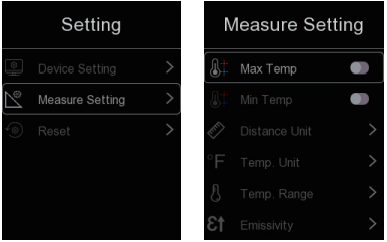 Setting
Device Setting
Measure Setting
Reset
Measure Setting
Max Temp
Min Temp
Distance Unit
°F Temp. Unit
Temp. Range
Ɛ↑ Emissivity